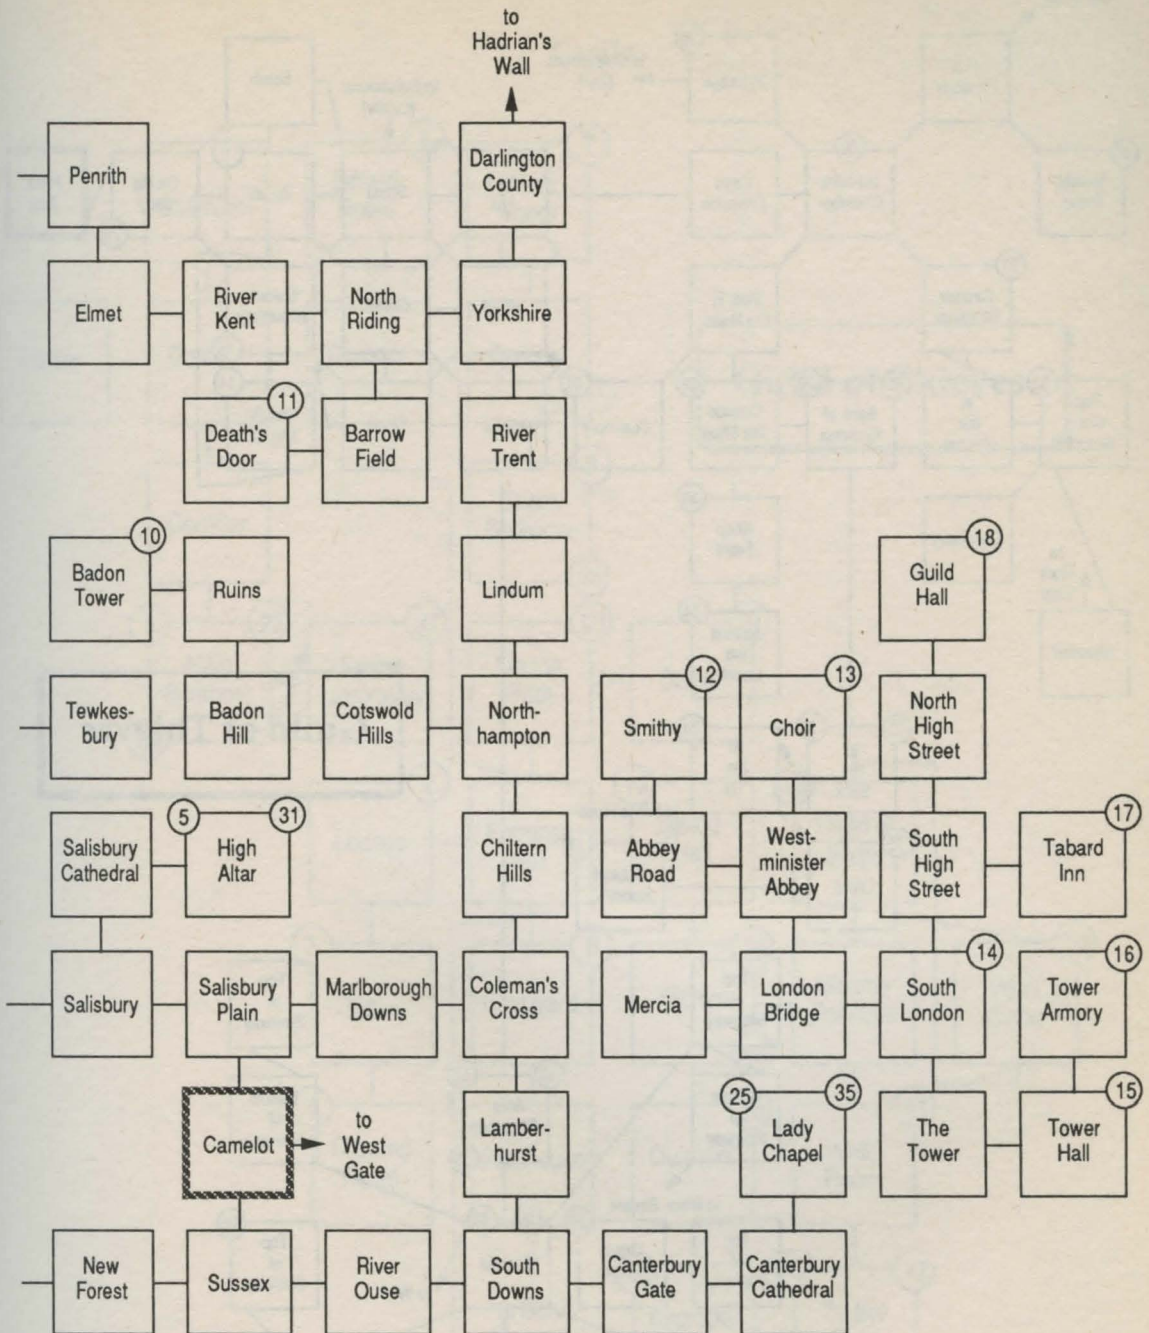 to
Hadrian's
Wall
Penrith
Darlington
County
Elmet
River
Kent
North
Riding
Yorkshire
11
Death's
Door
Barrow
Field
River
Trent
10
Badon
Tower
Ruins
Lindum
18
Guild
Hall
Tewkes-
bury
Badon
Hill
Cotswold
Hills
North-
hampton
12
Smithy
13
Choir
North
High
Street
Salisbury
Cathedral
5
31
High
Altar
Chiltern
Hills
Abbey
Road
West-
minister
Abbey
South
High
Street
17
Tabard
Inn
Salisbury
Salisbury
Plain
Marlborough
Downs
Coleman's
Cross
Mercia
London
Bridge
14
South
London
16
Tower
Armory
Camelot
to
West
Gate
Lamber-
hurst
25
35
Lady
Chapel
The
Tower
15
Tower
Hall
New
Forest
Sussex
River
Ouse
South
Downs
Canterbury
Gate
Canterbury
Cathedral